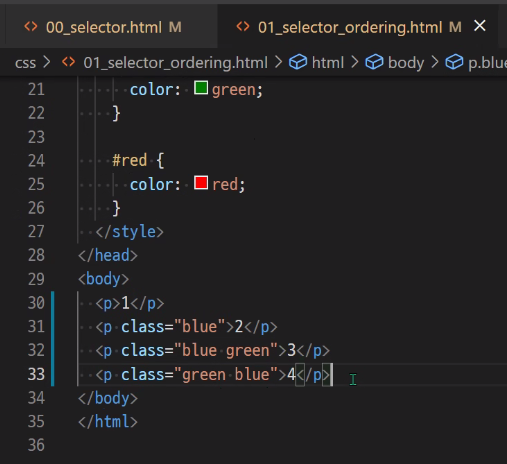 00_selector.html M
01_selector_ordering.html M
css > 01_selector_ordering.html > html > body > p.blue
21 color: green;
22 }
23
24 #red {
25 color: red;
26 }
27 </style>
28 </head>
29 <body>
30 <p>1</p>
31 <p class="blue">2</p>
32 <p class="blue green">3</p>
33 <p class="green blue">4</p>
34 </body>
35 </html>
36